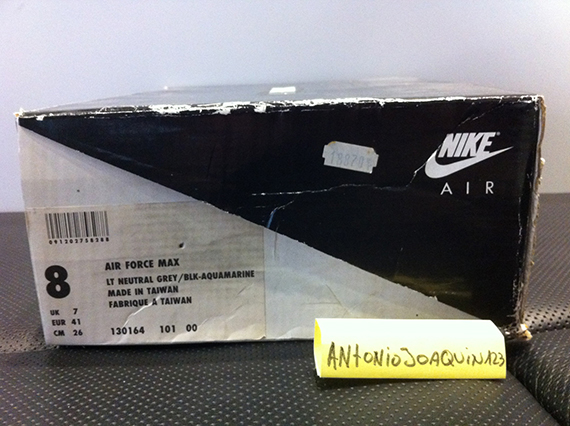 NIKE
AIR
091202758288
8
AIR FORCE MAX
LT NEUTRAL GREY/BLK-AQUAMARINE
MADE IN TAIWAN
FABRIQUE A TAIWAN
UK 7
EUR 41
CM 26
130164 101 00
ANtONioJOAQUiN123